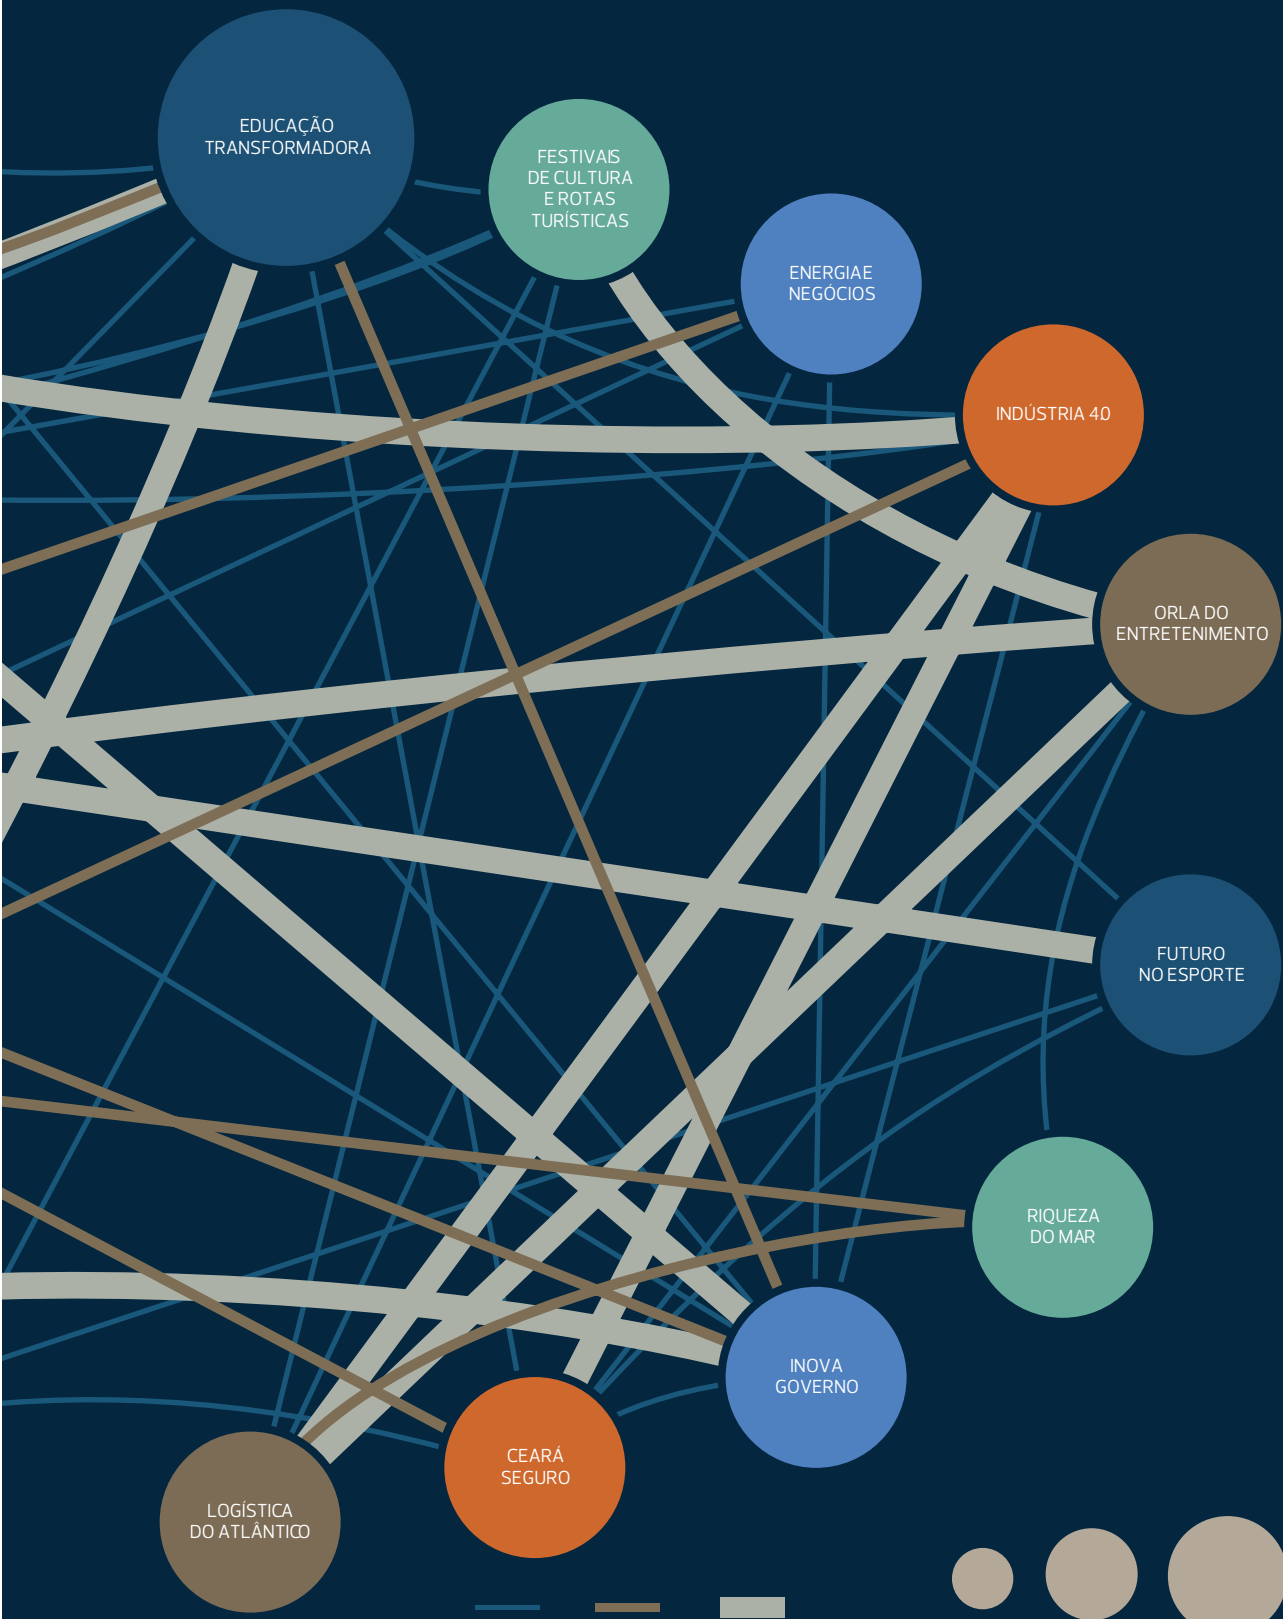 EDUCAÇÃO
TRANSFORMADORA
FESTIVAIS
DE CULTURA
E ROTAS
TURÍSTICAS
ENERGIA E
NEGÓCIOS
INDÚSTRIA 4.0
ORLA DO
ENTRETENIMENTO
FUTURO
NO ESPORTE
RIQUEZA
DO MAR
INOVA
GOVERNO
CEARÁ
SEGURO
LOGÍSTICA
DO ATLÂNTICO